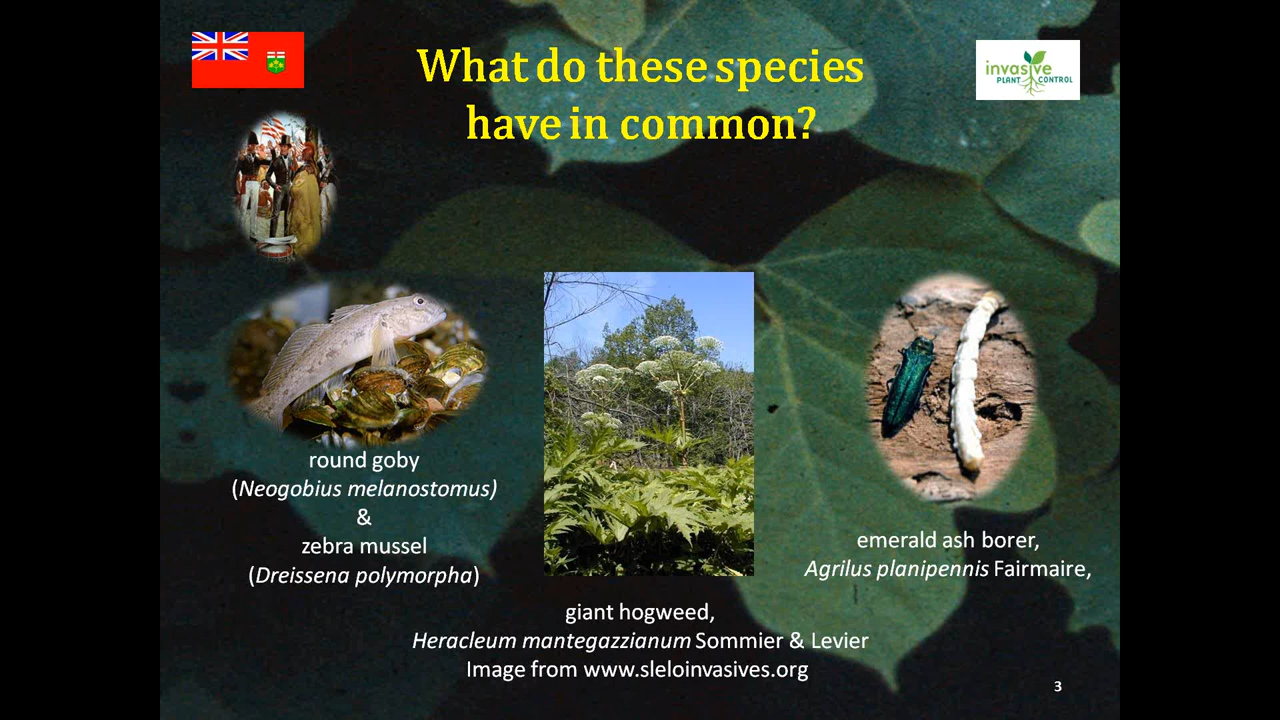 What do these species
have in common?
invasive
PLANT CONTROL
round goby
(Neogobius melanostomus)
&
zebra mussel
(Dreissena polymorpha)
emerald ash borer,
Agrilus planipennis Fairmaire,
giant hogweed,
Heracleum mantegazzianum Sommier & Levier
Image from www.sleloinvasives.org
3